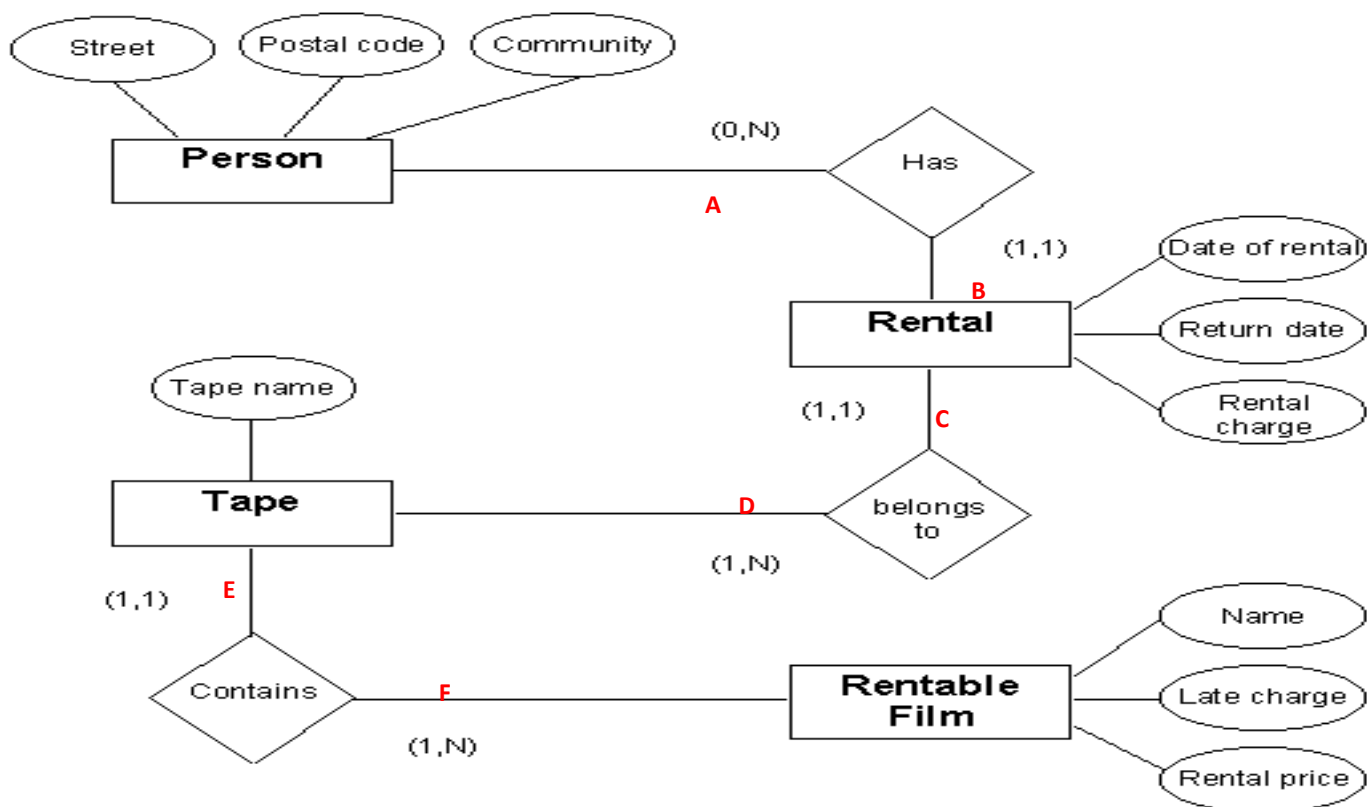 Street
Postal code
Community
Person
(0,N)
Has
A
(1,1)
Date of rental
B
Rental
Return date
Tape name
(1,1)
C
Rental
charge
Tape
D
belongs
to
(1,N)
E
(1,1)
Name
Contains
F
Rentable
Film
Late charge
(1,N)
Rental price